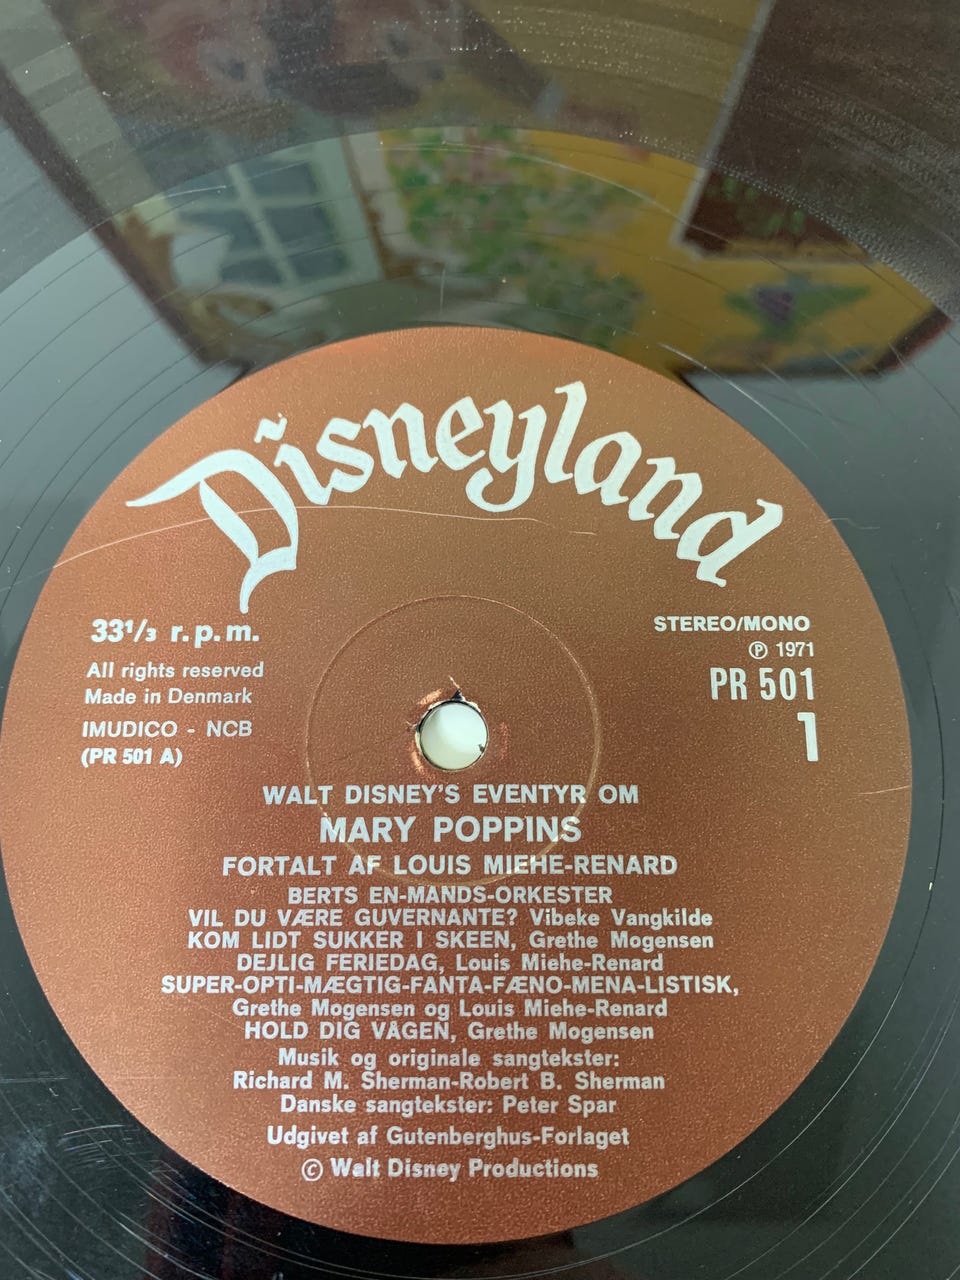 Disneyland
33 1/3 r.p.m.
All rights reserved
Made in Denmark
IMUDICO - NCB
(PR 501 A)
STEREO/MONO
℗ 1971
PR 501
1
WALT DISNEY'S EVENTYR OM
MARY POPPINS
FORTALT AF LOUIS MIEHE-RENARD
BERTS EN-MANDS-ORKESTER
VIL DU VÆRE GUVERNANTE? Vibeke Vangkilde
KOM LIDT SUKKER I SKEEN, Grethe Mogensen
DEJLIG FERIEDAG, Louis Miehe-Renard
SUPER-OPTI-MÆGTIG-FANTA-FÆNO-MENA-LISTISK,
Grethe Mogensen og Louis Miehe-Renard
HOLD DIG VÅGEN, Grethe Mogensen
Musik og originale sangtekster:
Richard M. Sherman-Robert B. Sherman
Danske sangtekster: Peter Spar
Udgivet af Gutenberghus-Forlaget
© Walt Disney Productions